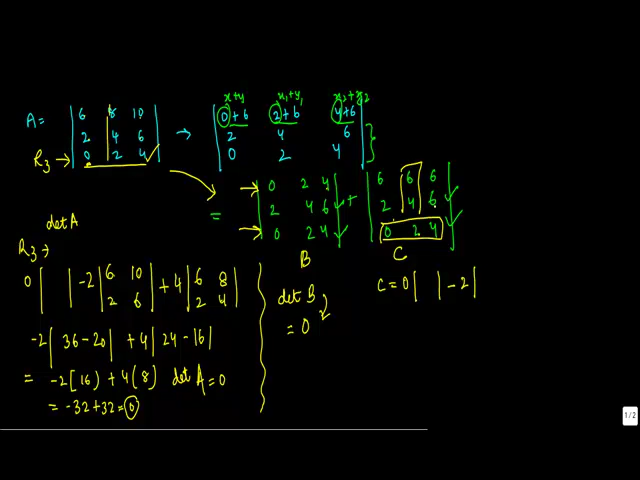 x+y x₁+y₁ x₂+y₂
A= | 6 8 10 | → | 0+6 2+6 4+6 |
| 2 4 6 | | 2 4 6 |
R₃→ | 0 2 4 | | 0 2 4 |
= | 0 2 4 | + | 6 6 6 |
| 2 4 6 | | 2 4 6 |
| 0 2 4 | | 0 2 4 |
B C
det A
R₃→
0| | -2 | 6 10 | +4 | 6 8 |
| 2 6 | | 2 4 |
-2| 36-20| +4| 24-16|
= -2[16) + 4(8) det A=0
= -32+32=0
det B
= 0
C=0| | -2|
1/2